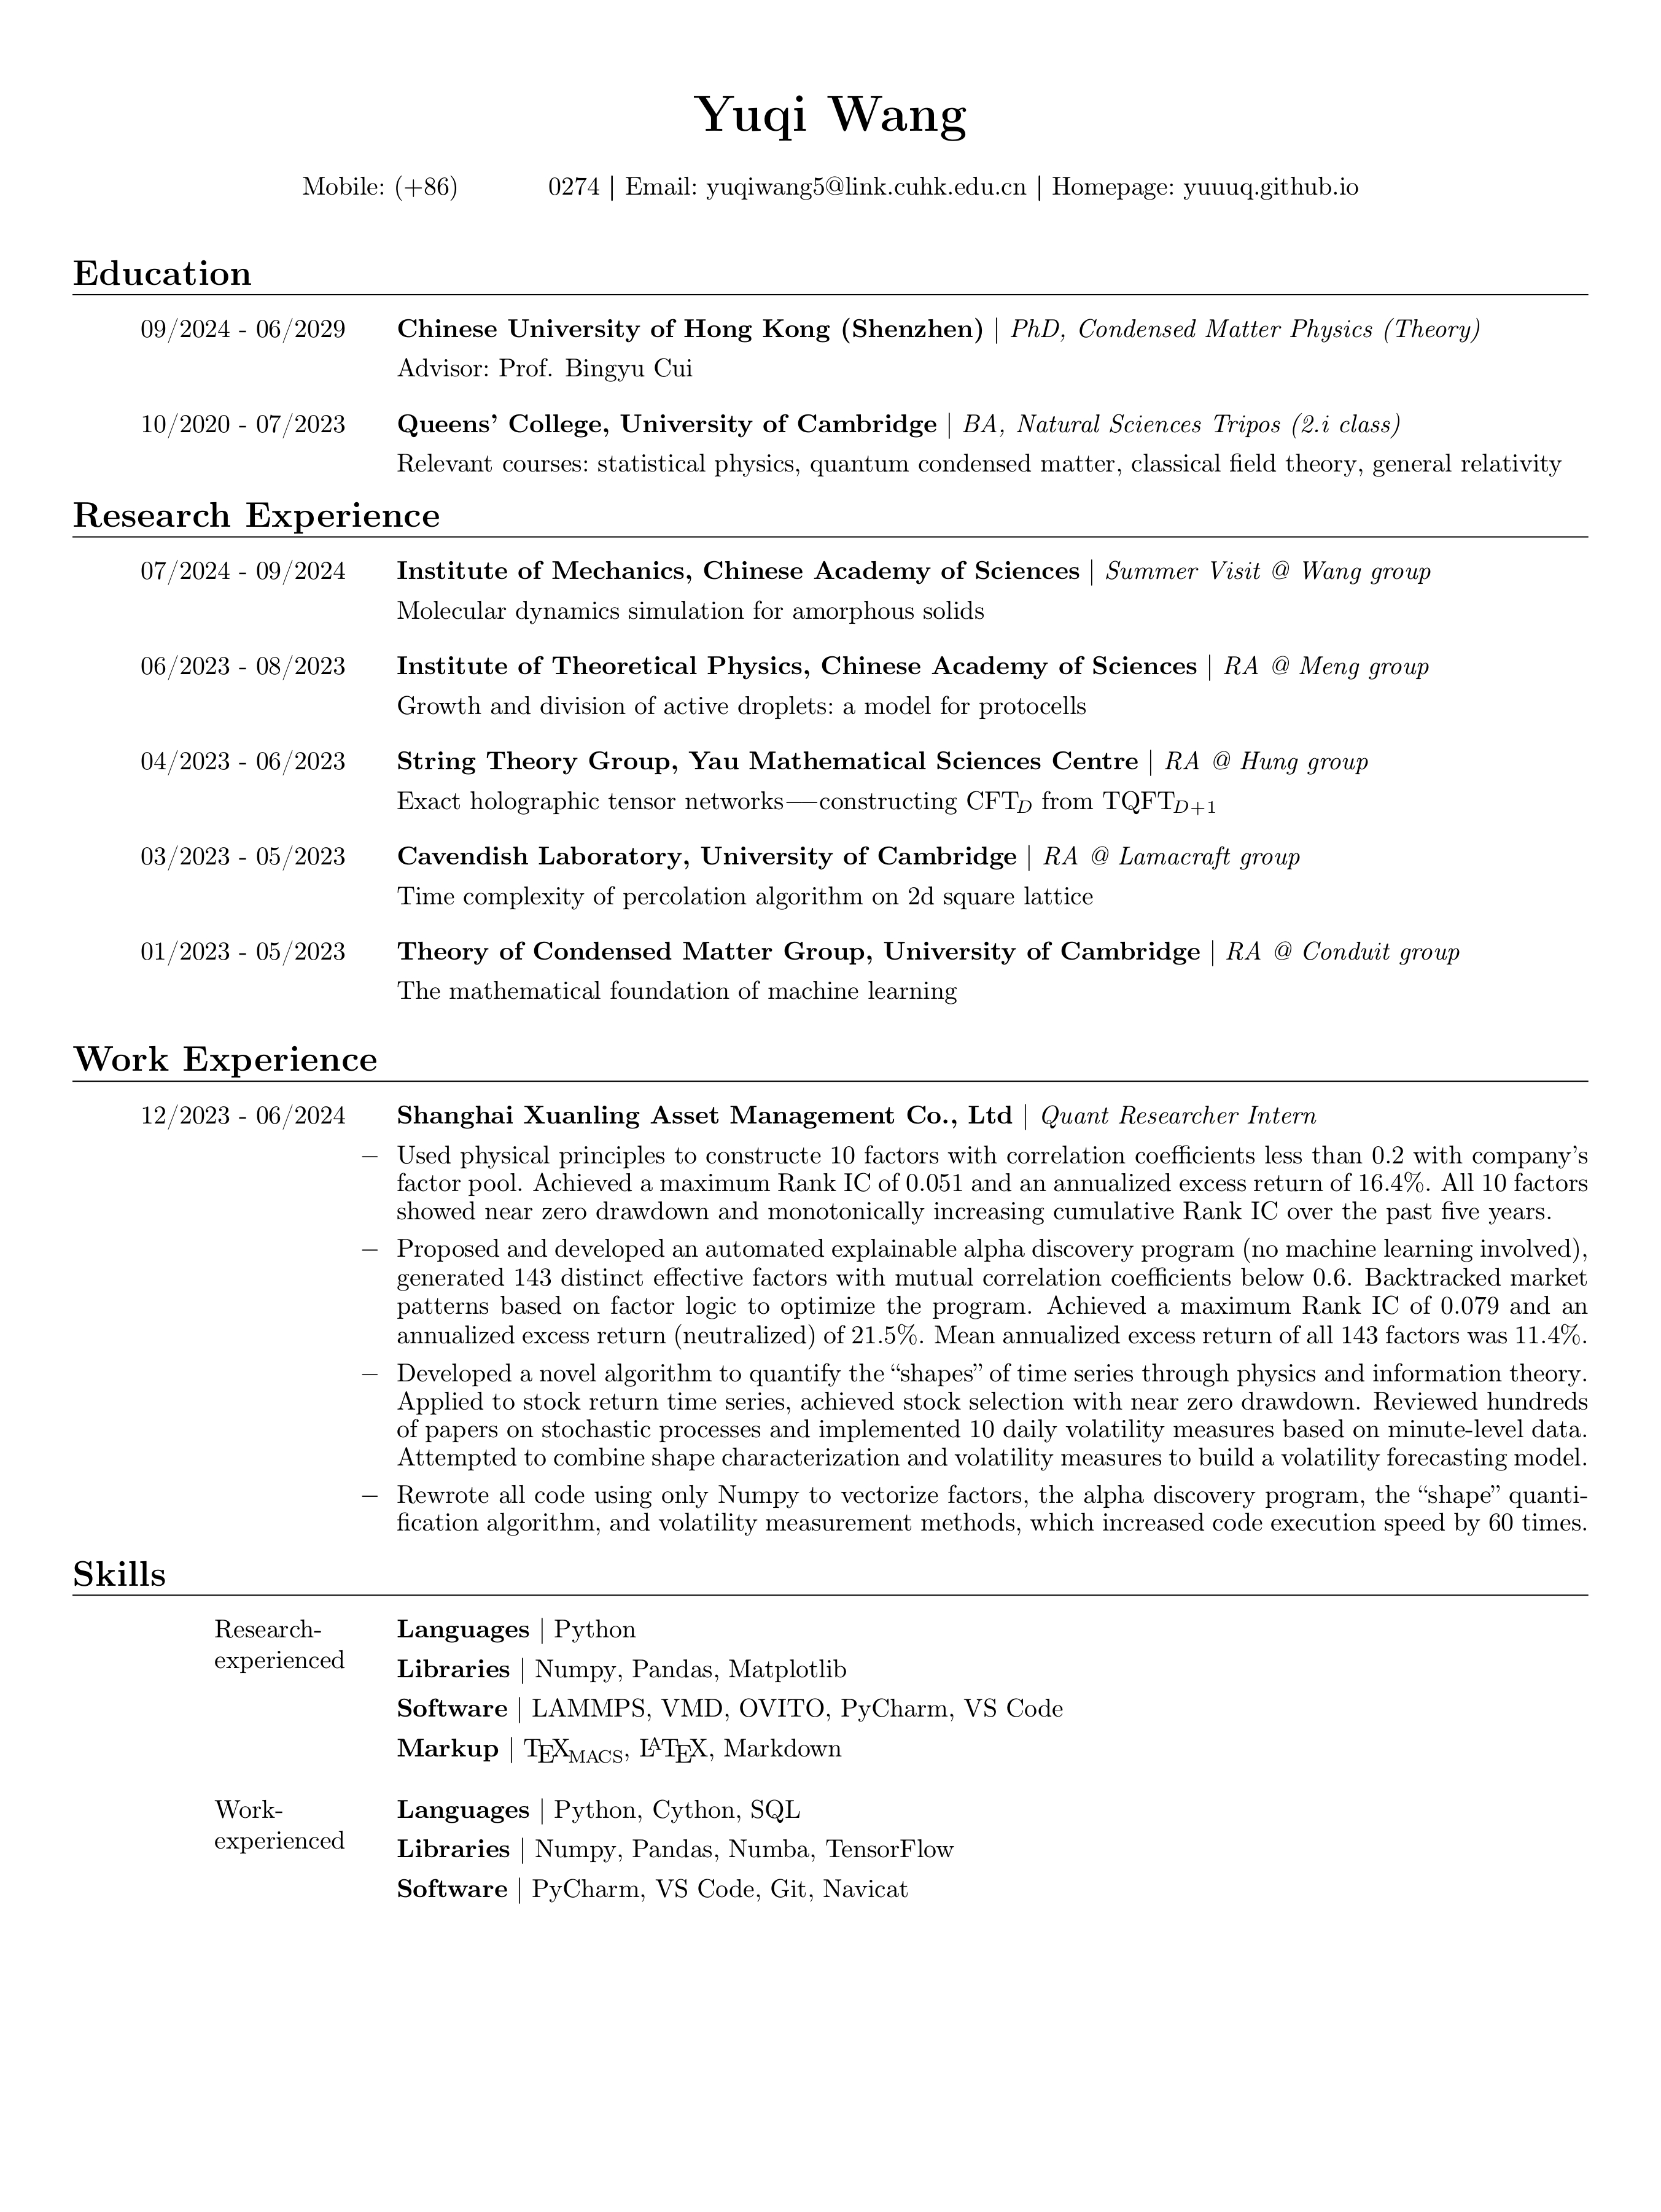 Yuqi Wang
Mobile: (+86) 0274 | Email: yuqiwang5@link.cuhk.edu.cn | Homepage: yuuuq.github.io
Education
09/2024 - 06/2029 Chinese University of Hong Kong (Shenzhen) | PhD, Condensed Matter Physics (Theory)
Advisor: Prof. Bingyu Cui
10/2020 - 07/2023 Queens' College, University of Cambridge | BA, Natural Sciences Tripos (2.i class)
Relevant courses: statistical physics, quantum condensed matter, classical field theory, general relativity
Research Experience
07/2024 - 09/2024 Institute of Mechanics, Chinese Academy of Sciences | Summer Visit @ Wang group
Molecular dynamics simulation for amorphous solids
06/2023 - 08/2023 Institute of Theoretical Physics, Chinese Academy of Sciences | RA @ Meng group
Growth and division of active droplets: a model for protocells
04/2023 - 06/2023 String Theory Group, Yau Mathematical Sciences Centre | RA @ Hung group
Exact holographic tensor networks—constructing CFT_D from TQFT_{D+1}
03/2023 - 05/2023 Cavendish Laboratory, University of Cambridge | RA @ Lamacraft group
Time complexity of percolation algorithm on 2d square lattice
01/2023 - 05/2023 Theory of Condensed Matter Group, University of Cambridge | RA @ Conduit group
The mathematical foundation of machine learning
Work Experience
12/2023 - 06/2024 Shanghai Xuanling Asset Management Co., Ltd | Quant Researcher Intern
– Used physical principles to constructe 10 factors with correlation coefficients less than 0.2 with company's
factor pool. Achieved a maximum Rank IC of 0.051 and an annualized excess return of 16.4%. All 10 factors
showed near zero drawdown and monotonically increasing cumulative Rank IC over the past five years.
– Proposed and developed an automated explainable alpha discovery program (no machine learning involved),
generated 143 distinct effective factors with mutual correlation coefficients below 0.6. Backtracked market
patterns based on factor logic to optimize the program. Achieved a maximum Rank IC of 0.079 and an
annualized excess return (neutralized) of 21.5%. Mean annualized excess return of all 143 factors was 11.4%.
– Developed a novel algorithm to quantify the “shapes” of time series through physics and information theory.
Applied to stock return time series, achieved stock selection with near zero drawdown. Reviewed hundreds
of papers on stochastic processes and implemented 10 daily volatility measures based on minute-level data.
Attempted to combine shape characterization and volatility measures to build a volatility forecasting model.
– Rewrote all code using only Numpy to vectorize factors, the alpha discovery program, the “shape” quanti-
fication algorithm, and volatility measurement methods, which increased code execution speed by 60 times.
Skills
Research- Languages | Python
experienced
Libraries | Numpy, Pandas, Matplotlib
Software | LAMMPS, VMD, OVITO, PyCharm, VS Code
Markup | TEXMACS, LATEX, Markdown
Work- Languages | Python, Cython, SQL
experienced
Libraries | Numpy, Pandas, Numba, TensorFlow
Software | PyCharm, VS Code, Git, Navicat